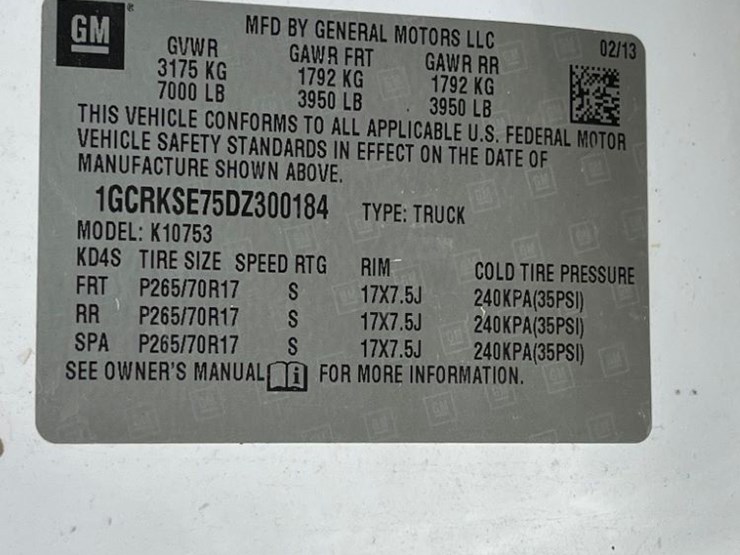 GM
MFD BY GENERAL MOTORS LLC 02/13
GVWR GAWR FRT GAWR RR
3175 KG 1792 KG 1792 KG
7000 LB 3950 LB 3950 LB
THIS VEHICLE CONFORMS TO ALL APPLICABLE U.S. FEDERAL MOTOR
VEHICLE SAFETY STANDARDS IN EFFECT ON THE DATE OF
MANUFACTURE SHOWN ABOVE.
1GCRKSE75DZ300184 TYPE: TRUCK
MODEL: K10753
KD4S TIRE SIZE SPEED RTG RIM COLD TIRE PRESSURE
FRT P265/70R17 S 17X7.5J 240KPA(35PSI)
RR P265/70R17 S 17X7.5J 240KPA(35PSI)
SPA P265/70R17 S 17X7.5J 240KPA(35PSI)
SEE OWNER'S MANUAL i FOR MORE INFORMATION.